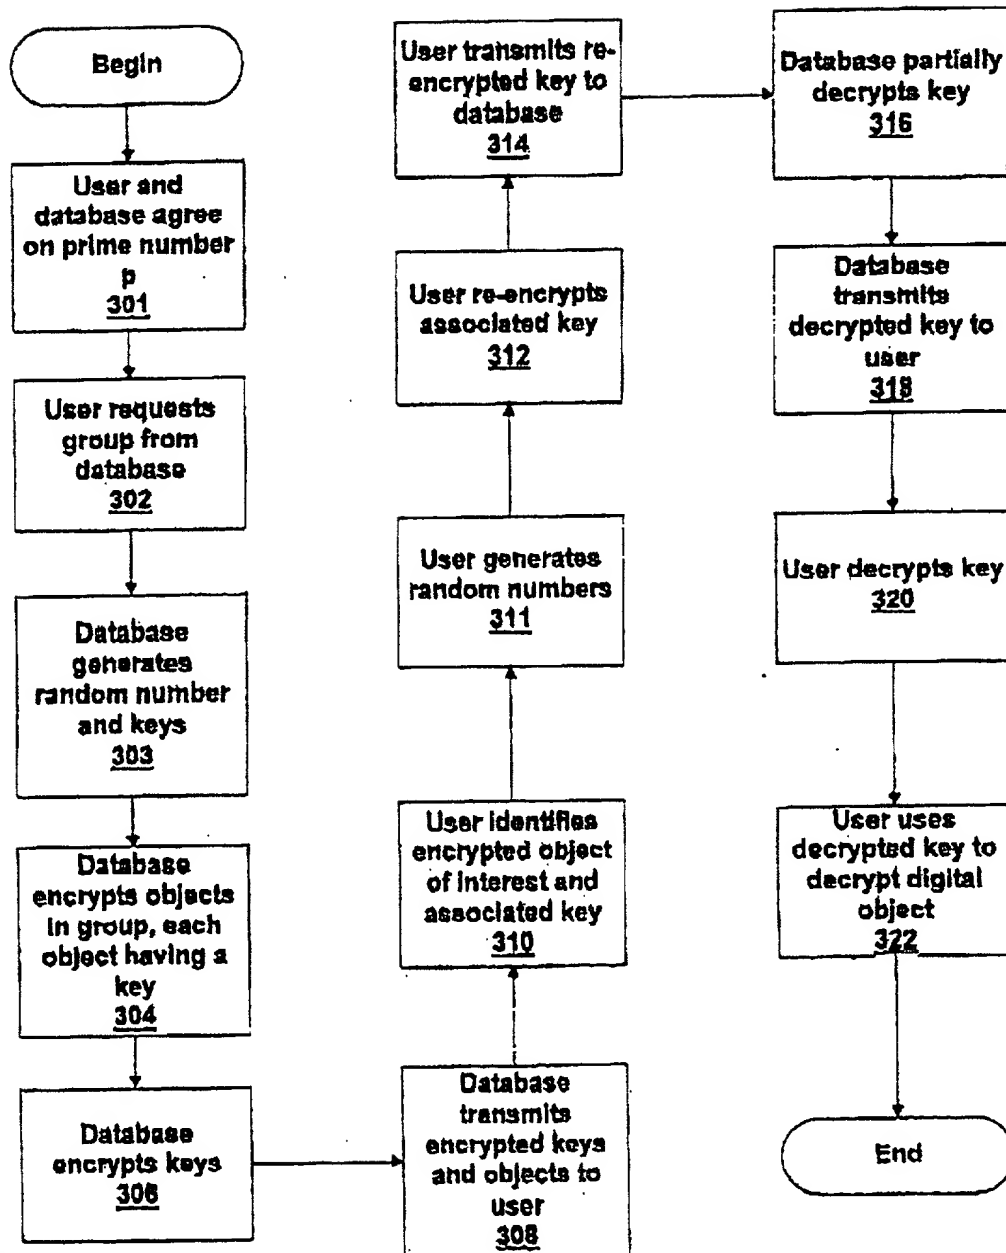 Begin
User and
database agree
on prime number
p
301
User requests
group from
database
302
Database
generates
random number
and keys
303
Database
encrypts objects
in group, each
object having a
key
304
Database
encrypts keys
306
Database
transmits
encrypted keys
and objects to
user
308
User identifies
encrypted object
of interest and
associated key
310
User generates
random numbers
311
User re-encrypts
associated key
312
User transmits re-
encrypted key to
database
314
Database partially
decrypts key
316
Database
transmits
decrypted key to
user
318
User decrypts key
320
User uses
decrypted key to
decrypt digital
object
322
End